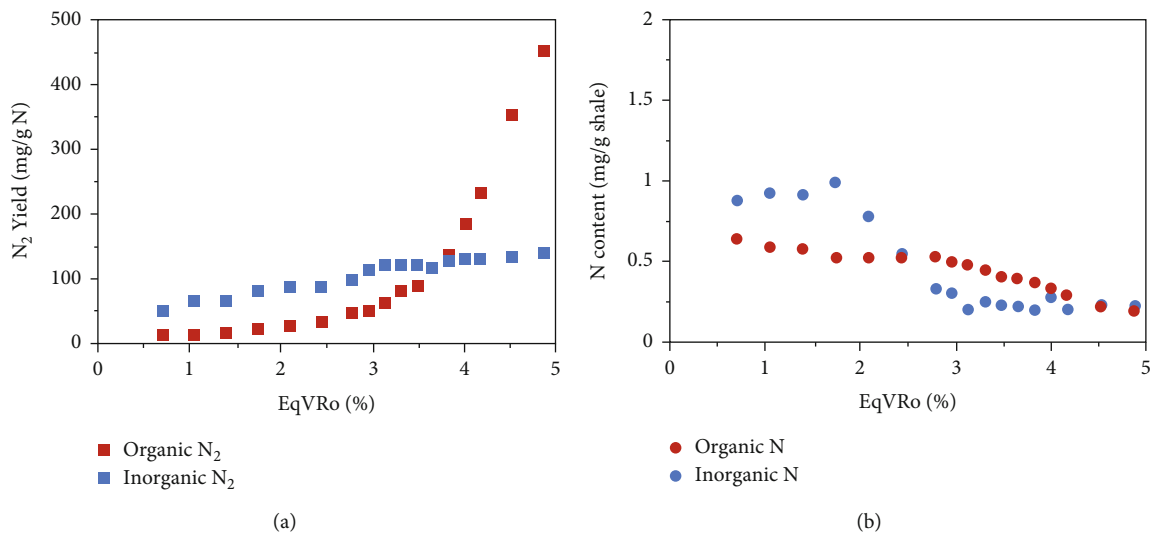 500
400
300
200
100
0
N₂ Yield (mg/g N)
0 1 2 3 4 5
EqVRo (%)
Organic N₂
Inorganic N₂
(a)
2
1.5
1
0.5
0
N content (mg/g shale)
0 1 2 3 4 5
EqVRo (%)
Organic N
Inorganic N
(b)